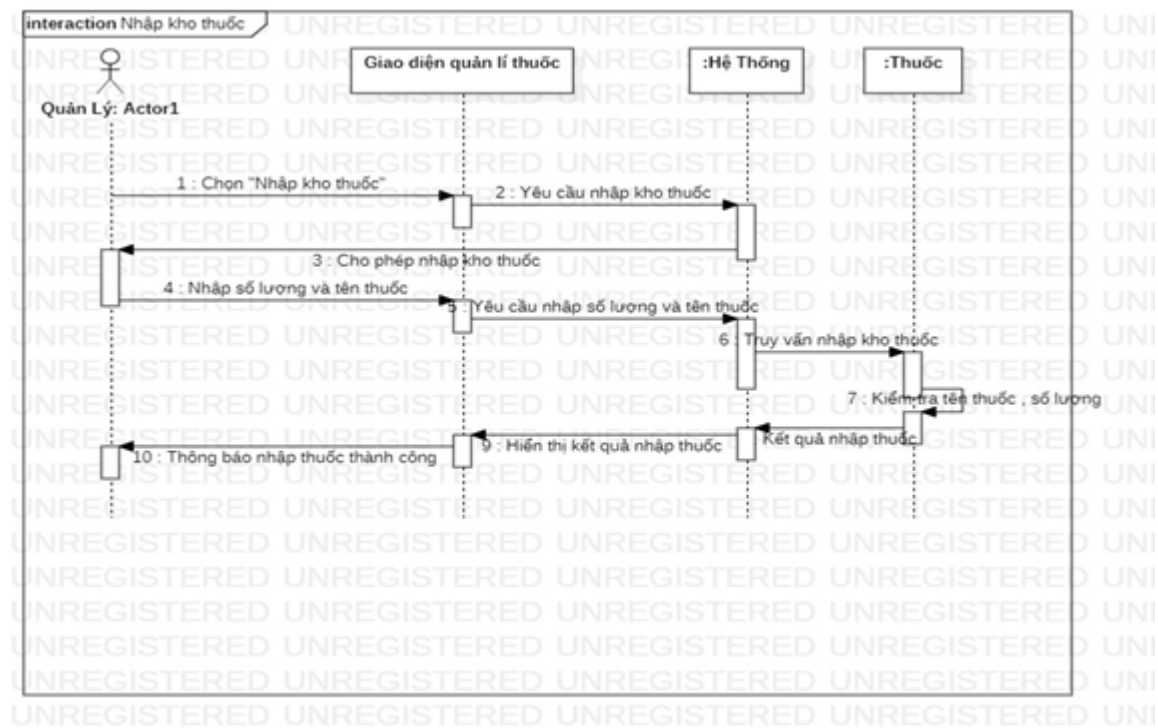 interaction Nhập kho thuốc
Quản Lý: Actor1
Giao diện quản lí thuốc
:Hệ Thống
:Thuốc
1 : Chọn "Nhập kho thuốc"
2 : Yêu cầu nhập kho thuốc
3 : Cho phép nhập kho thuốc
4 : Nhập số lượng và tên thuốc
5 : Yêu cầu nhập số lượng và tên thuốc
6 : Truy vấn nhập kho thuốc
7 : Kiểm tra tên thuốc , số lượng
Kết quả nhập thuốc
9 : Hiển thị kết quả nhập thuốc
10 : Thông báo nhập thuốc thành công
UNREGISTERED